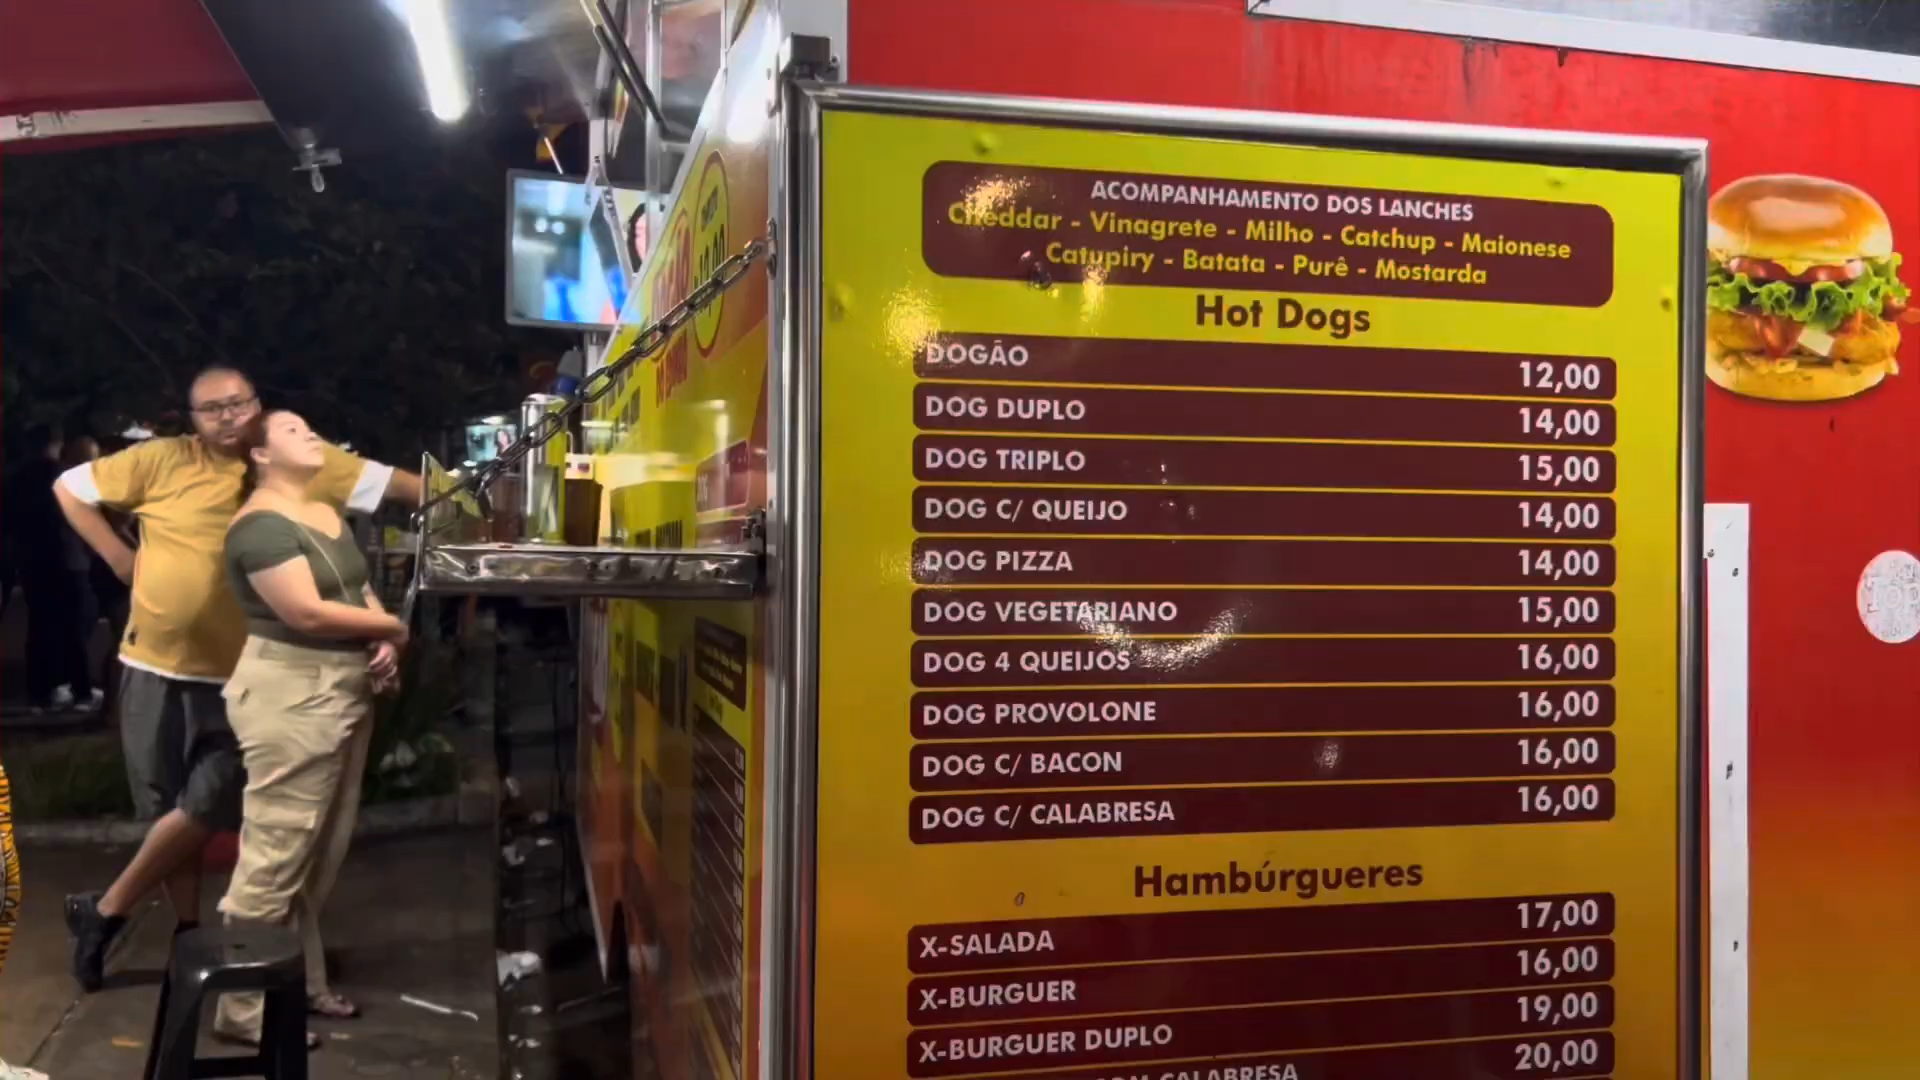 ACOMPANHAMENTO DOS LANCHES
Cheddar - Vinagrete - Milho - Catchup - Maionese
Catupiry - Batata - Purê - Mostarda
Hot Dogs
DOGÃO 12,00
DOG DUPLO 14,00
DOG TRIPLO 15,00
DOG C/ QUEIJO 14,00
DOG PIZZA 14,00
DOG VEGETARIANO 15,00
DOG 4 QUEIJOS 16,00
DOG PROVOLONE 16,00
DOG C/ BACON 16,00
DOG C/ CALABRESA 16,00
Hambúrgueres
X-SALADA 17,00
X-BURGUER 16,00
X-BURGUER DUPLO 19,00
CALABRESA 20,00